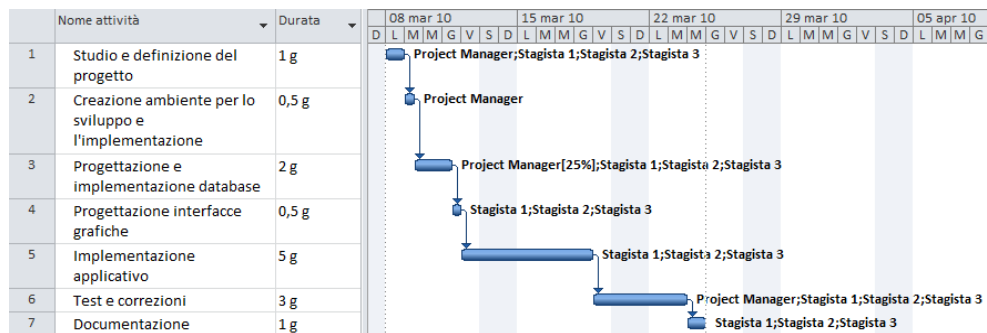 Nome attività Durata 08 mar 10 15 mar 10 22 mar 10 29 mar 10 05 apr 10
D L M M G V S D L M M G V S D L M M G V S D L M M G V S D L M M G
1 Studio e definizione del progetto 1 g Project Manager;Stagista 1;Stagista 2;Stagista 3
2 Creazione ambiente per lo sviluppo e l'implementazione 0,5 g Project Manager
3 Progettazione e implementazione database 2 g Project Manager[25%];Stagista 1;Stagista 2;Stagista 3
4 Progettazione interfacce grafiche 0,5 g Stagista 1;Stagista 2;Stagista 3
5 Implementazione applicativo 5 g Stagista 1;Stagista 2;Stagista 3
6 Test e correzioni 3 g Project Manager;Stagista 1;Stagista 2;Stagista 3
7 Documentazione 1 g Stagista 1;Stagista 2;Stagista 3